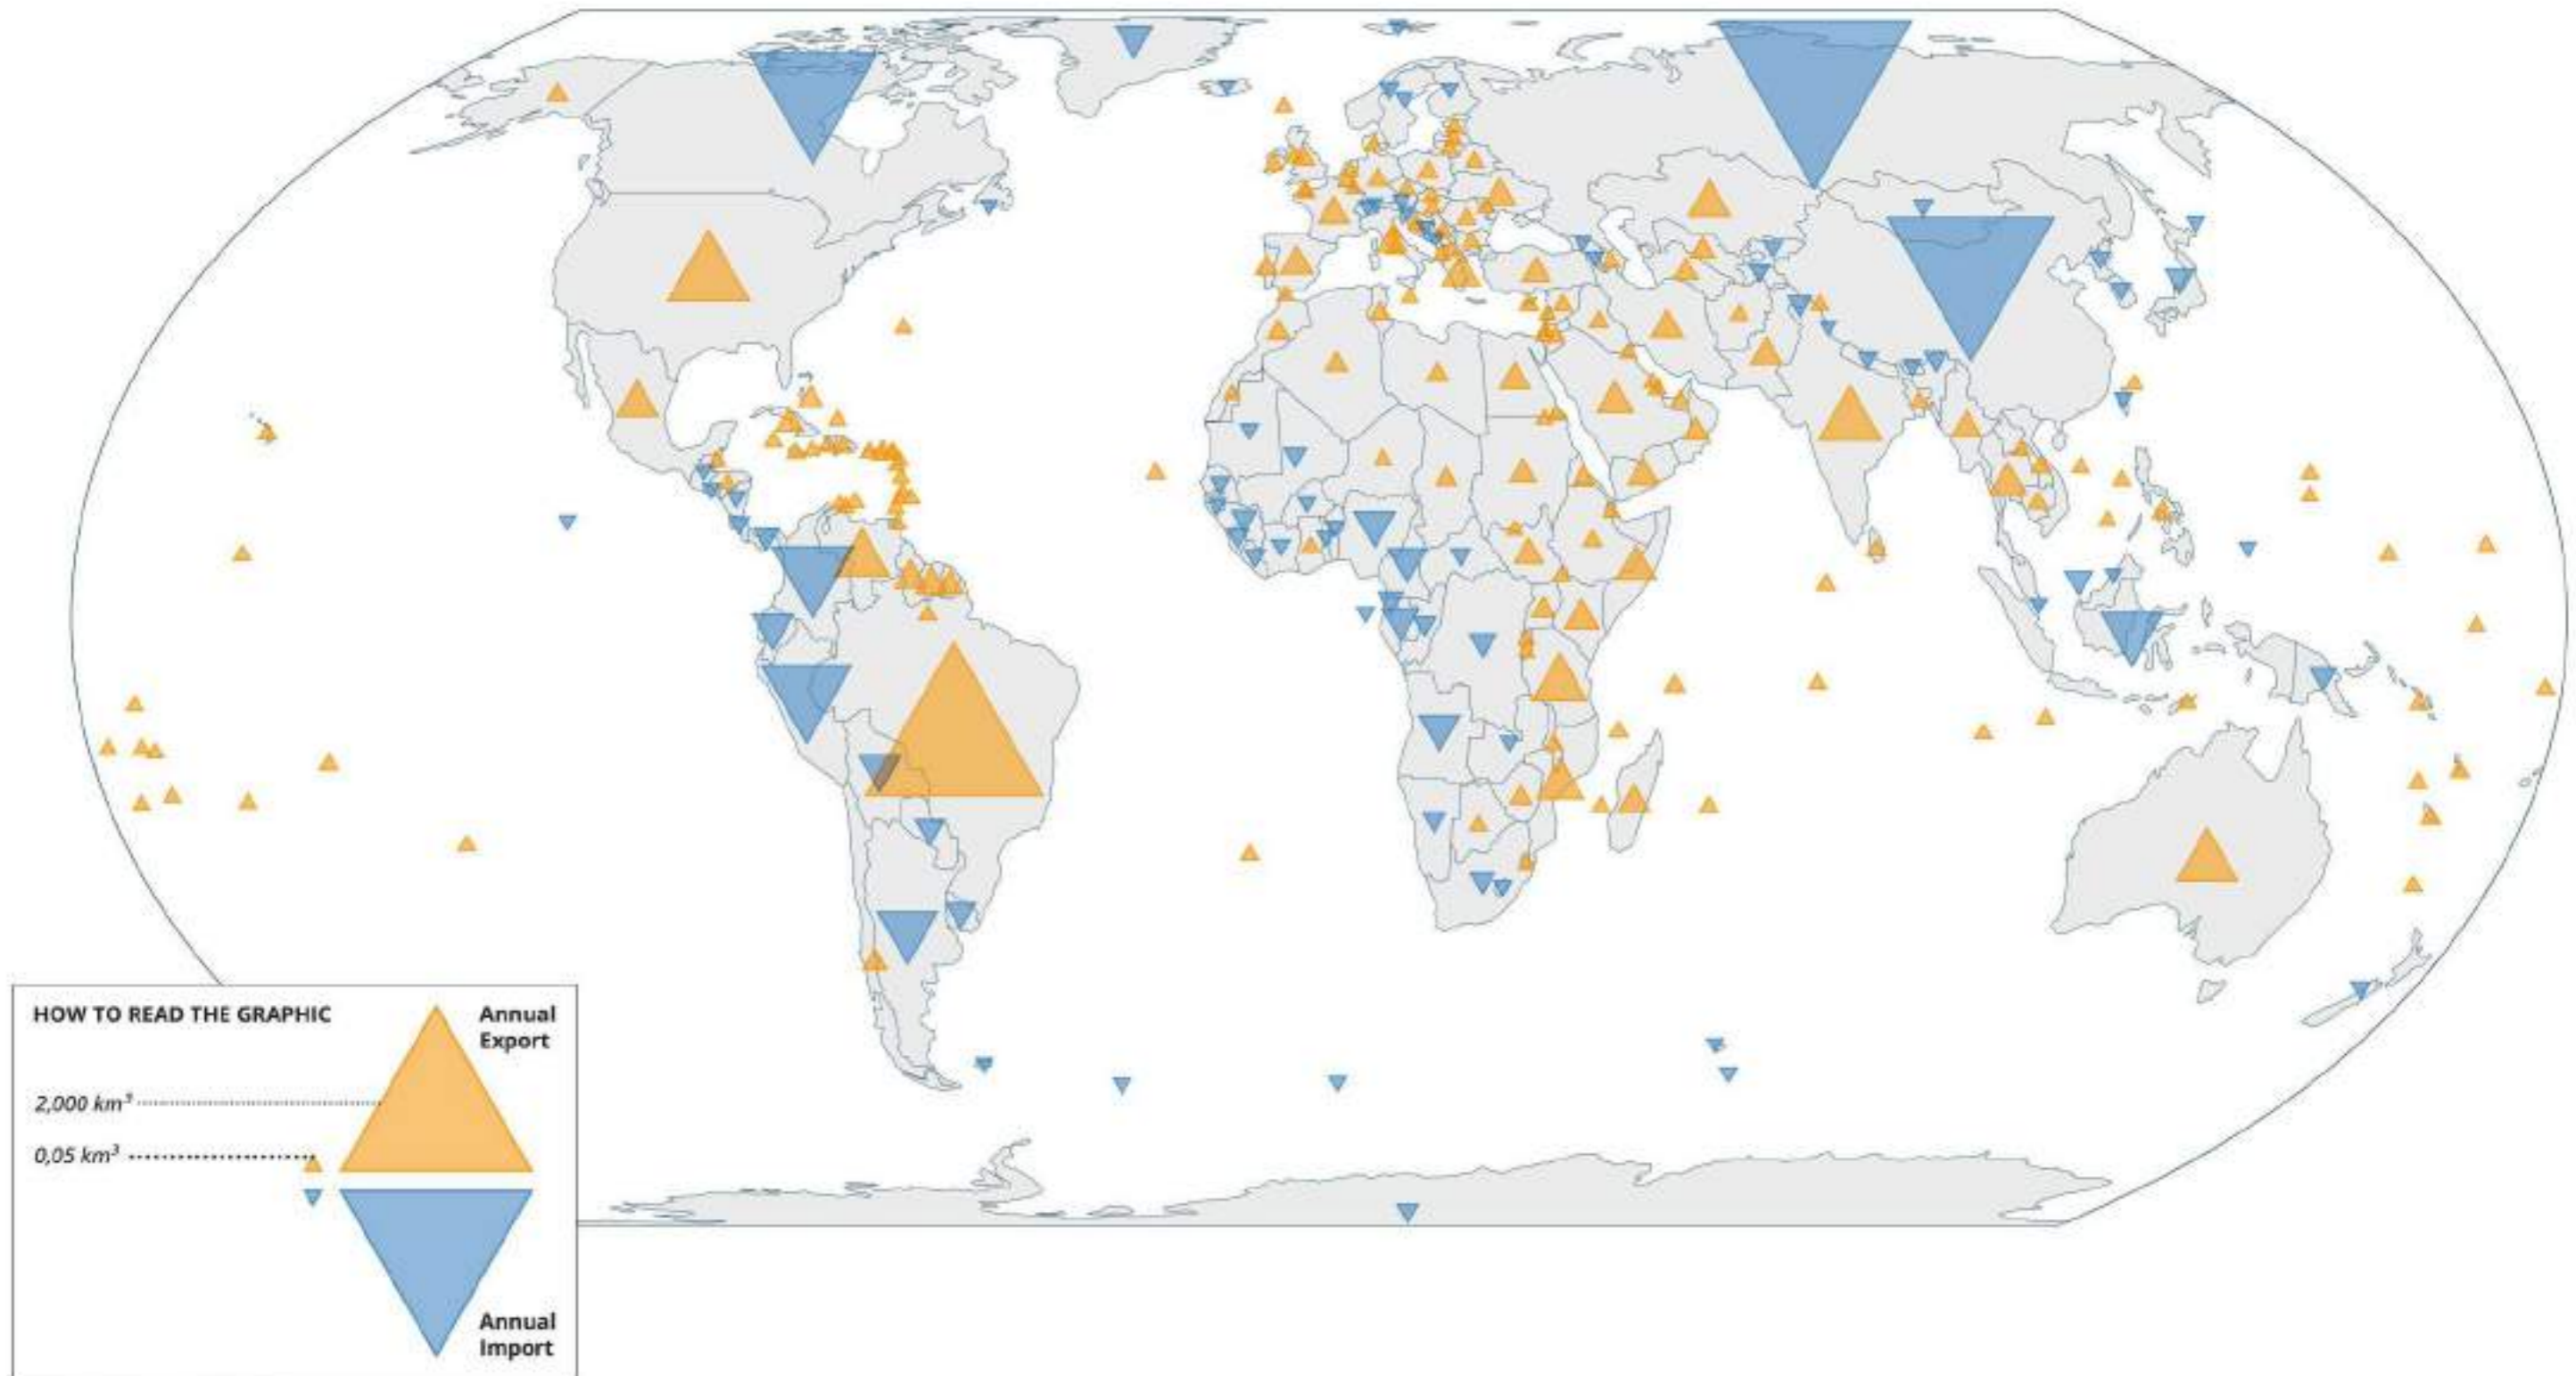 HOW TO READ THE GRAPHIC
Annual
Export
2,000 km³
0,05 km³
Annual
Import